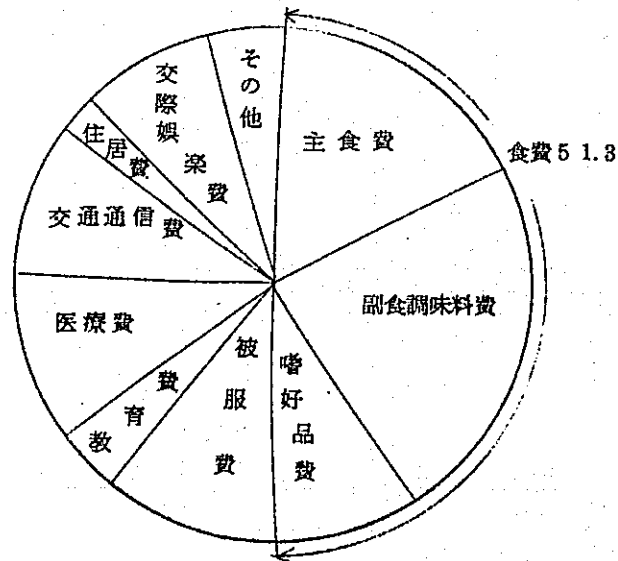 主食費
食費51.3
副食調味料費
嗜好品費
被服費
教育費
医療費
交通通信費
住居費
交際娯楽費
その他